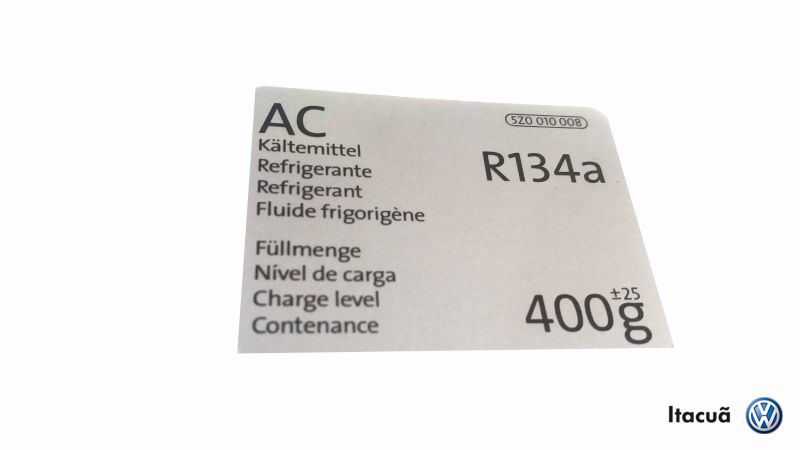 AC
5Z0 010 008
Kältemittel
Refrigerante
Refrigerant
Fluide frigorigène
R134a
Füllmenge
Nível de carga
Charge level
Contenance
400g ±25
Itacuã